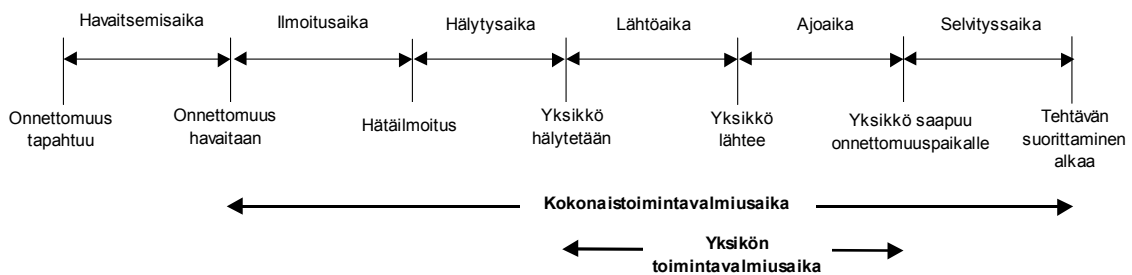 Havaitsemisaika Ilmoitusaika Hälytysaika Lähtöaika Ajoaika Selvityssaika
Onnettomuus
tapahtuu
Onnettomuus
havaitaan
Hätäilmoitus
Yksikkö
hälytetään
Yksikkö
lähtee
Yksikkö saapuu
onnettomuuspaikalle
Tehtävän
suorittaminen
alkaa
Kokonaistoimintavalmiusaika
Yksikön
toimintavalmiusaika